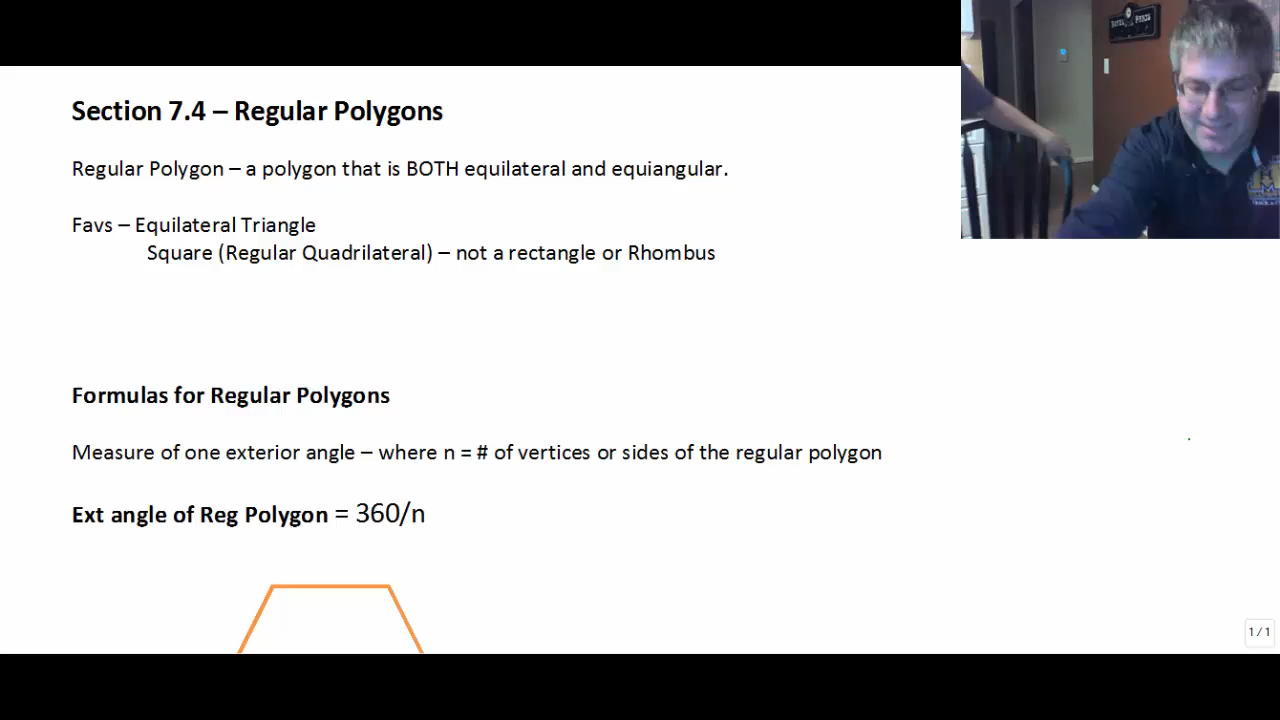 Section 7.4 – Regular Polygons
Regular Polygon – a polygon that is BOTH equilateral and equiangular.
Favs – Equilateral Triangle
Square (Regular Quadrilateral) – not a rectangle or Rhombus
Formulas for Regular Polygons
Measure of one exterior angle – where n = # of vertices or sides of the regular polygon
Ext angle of Reg Polygon = 360/n
1 / 1